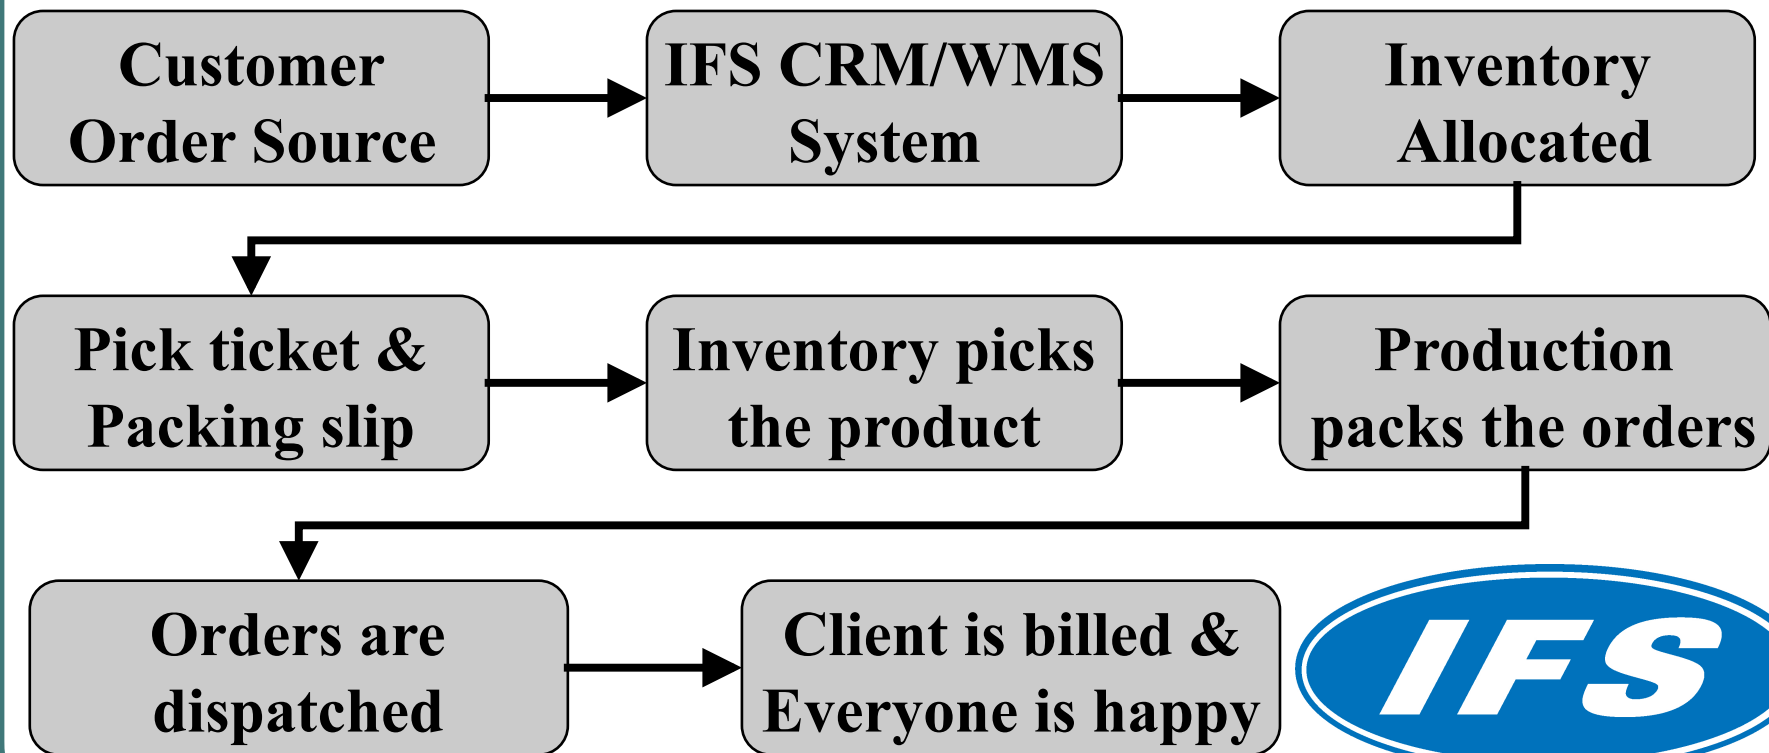 Customer
Order Source
IFS CRM/WMS
System
Inventory
Allocated
Pick ticket &
Packing slip
Inventory picks
the product
Production
packs the orders
Orders are
dispatched
Client is billed &
Everyone is happy
IFS